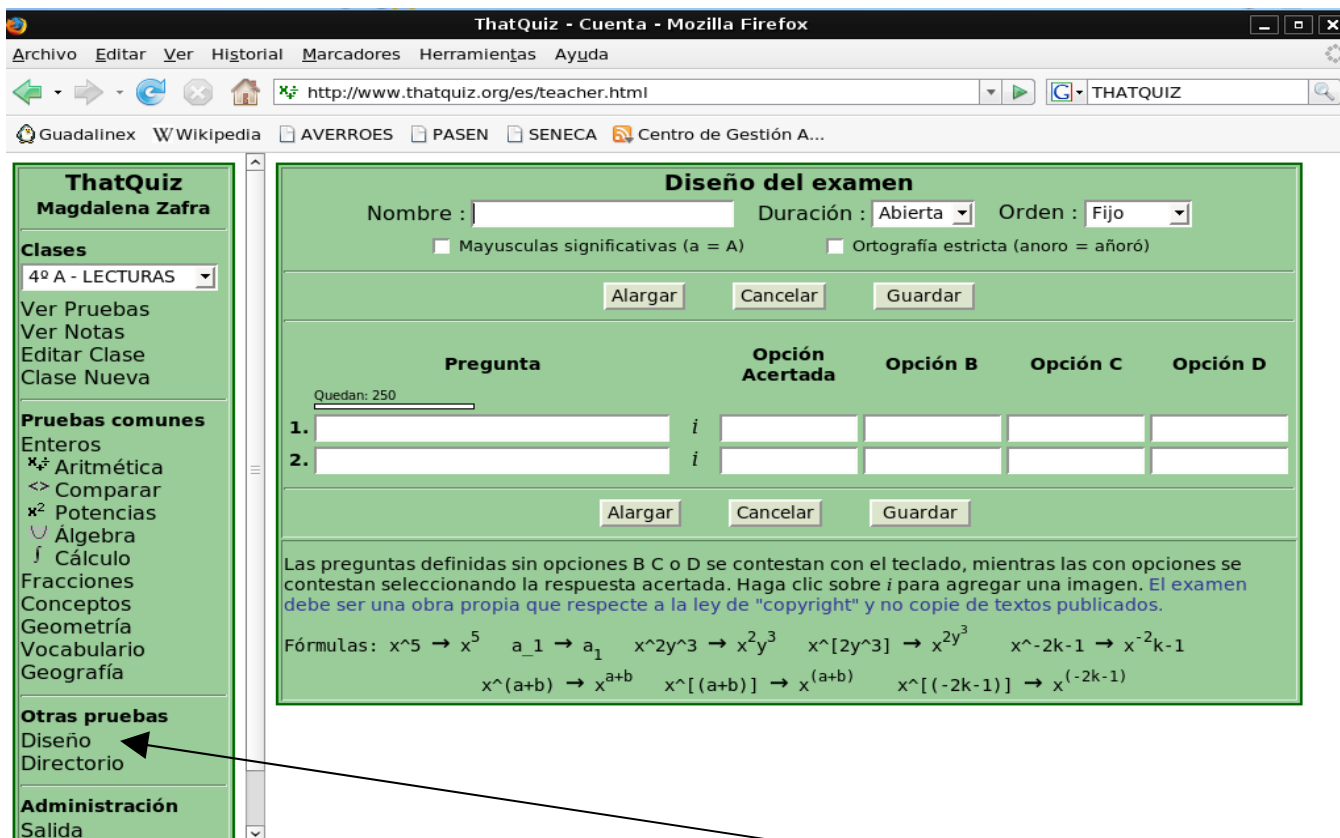 ThatQuiz - Cuenta - Mozilla Firefox
Archivo Editar Ver Historial Marcadores Herramientas Ayuda
http://www.thatquiz.org/es/teacher.html G THATQUIZ
Guadalinex W Wikipedia AVERROES PASEN SENECA Centro de Gestión A...
ThatQuiz
Magdalena Zafra
Clases
4º A - LECTURAS
Ver Pruebas
Ver Notas
Editar Clase
Clase Nueva
Pruebas comunes
Enteros
Aritmética
<> Comparar
x² Potencias
Álgebra
∫ Cálculo
Fracciones
Conceptos
Geometría
Vocabulario
Geografía
Otras pruebas
Diseño
Directorio
Administración
Salida
Diseño del examen
Nombre : Duración : Abierta Orden : Fijo
Mayusculas significativas (a = A) Ortografía estricta (anoro = añoró)
Alargar Cancelar Guardar
Pregunta Opción Acertada Opción B Opción C Opción D
Quedan: 250
1. i
2. i
Alargar Cancelar Guardar
Las preguntas definidas sin opciones B C o D se contestan con el teclado, mientras las con opciones se
contestan seleccionando la respuesta acertada. Haga clic sobre i para agregar una imagen. El examen
debe ser una obra propia que respecte a la ley de "copyright" y no copie de textos publicados.
Fórmulas: x^5 → x⁵ a_1 → a₁ x^2y^3 → x²y³ x^[2y^3] → x^2y^3 x^-2k-1 → x⁻²k-1
x^(a+b) → x^a+b x^[(a+b)] → x^(a+b) x^[(-2k-1)] → x^(-2k-1)